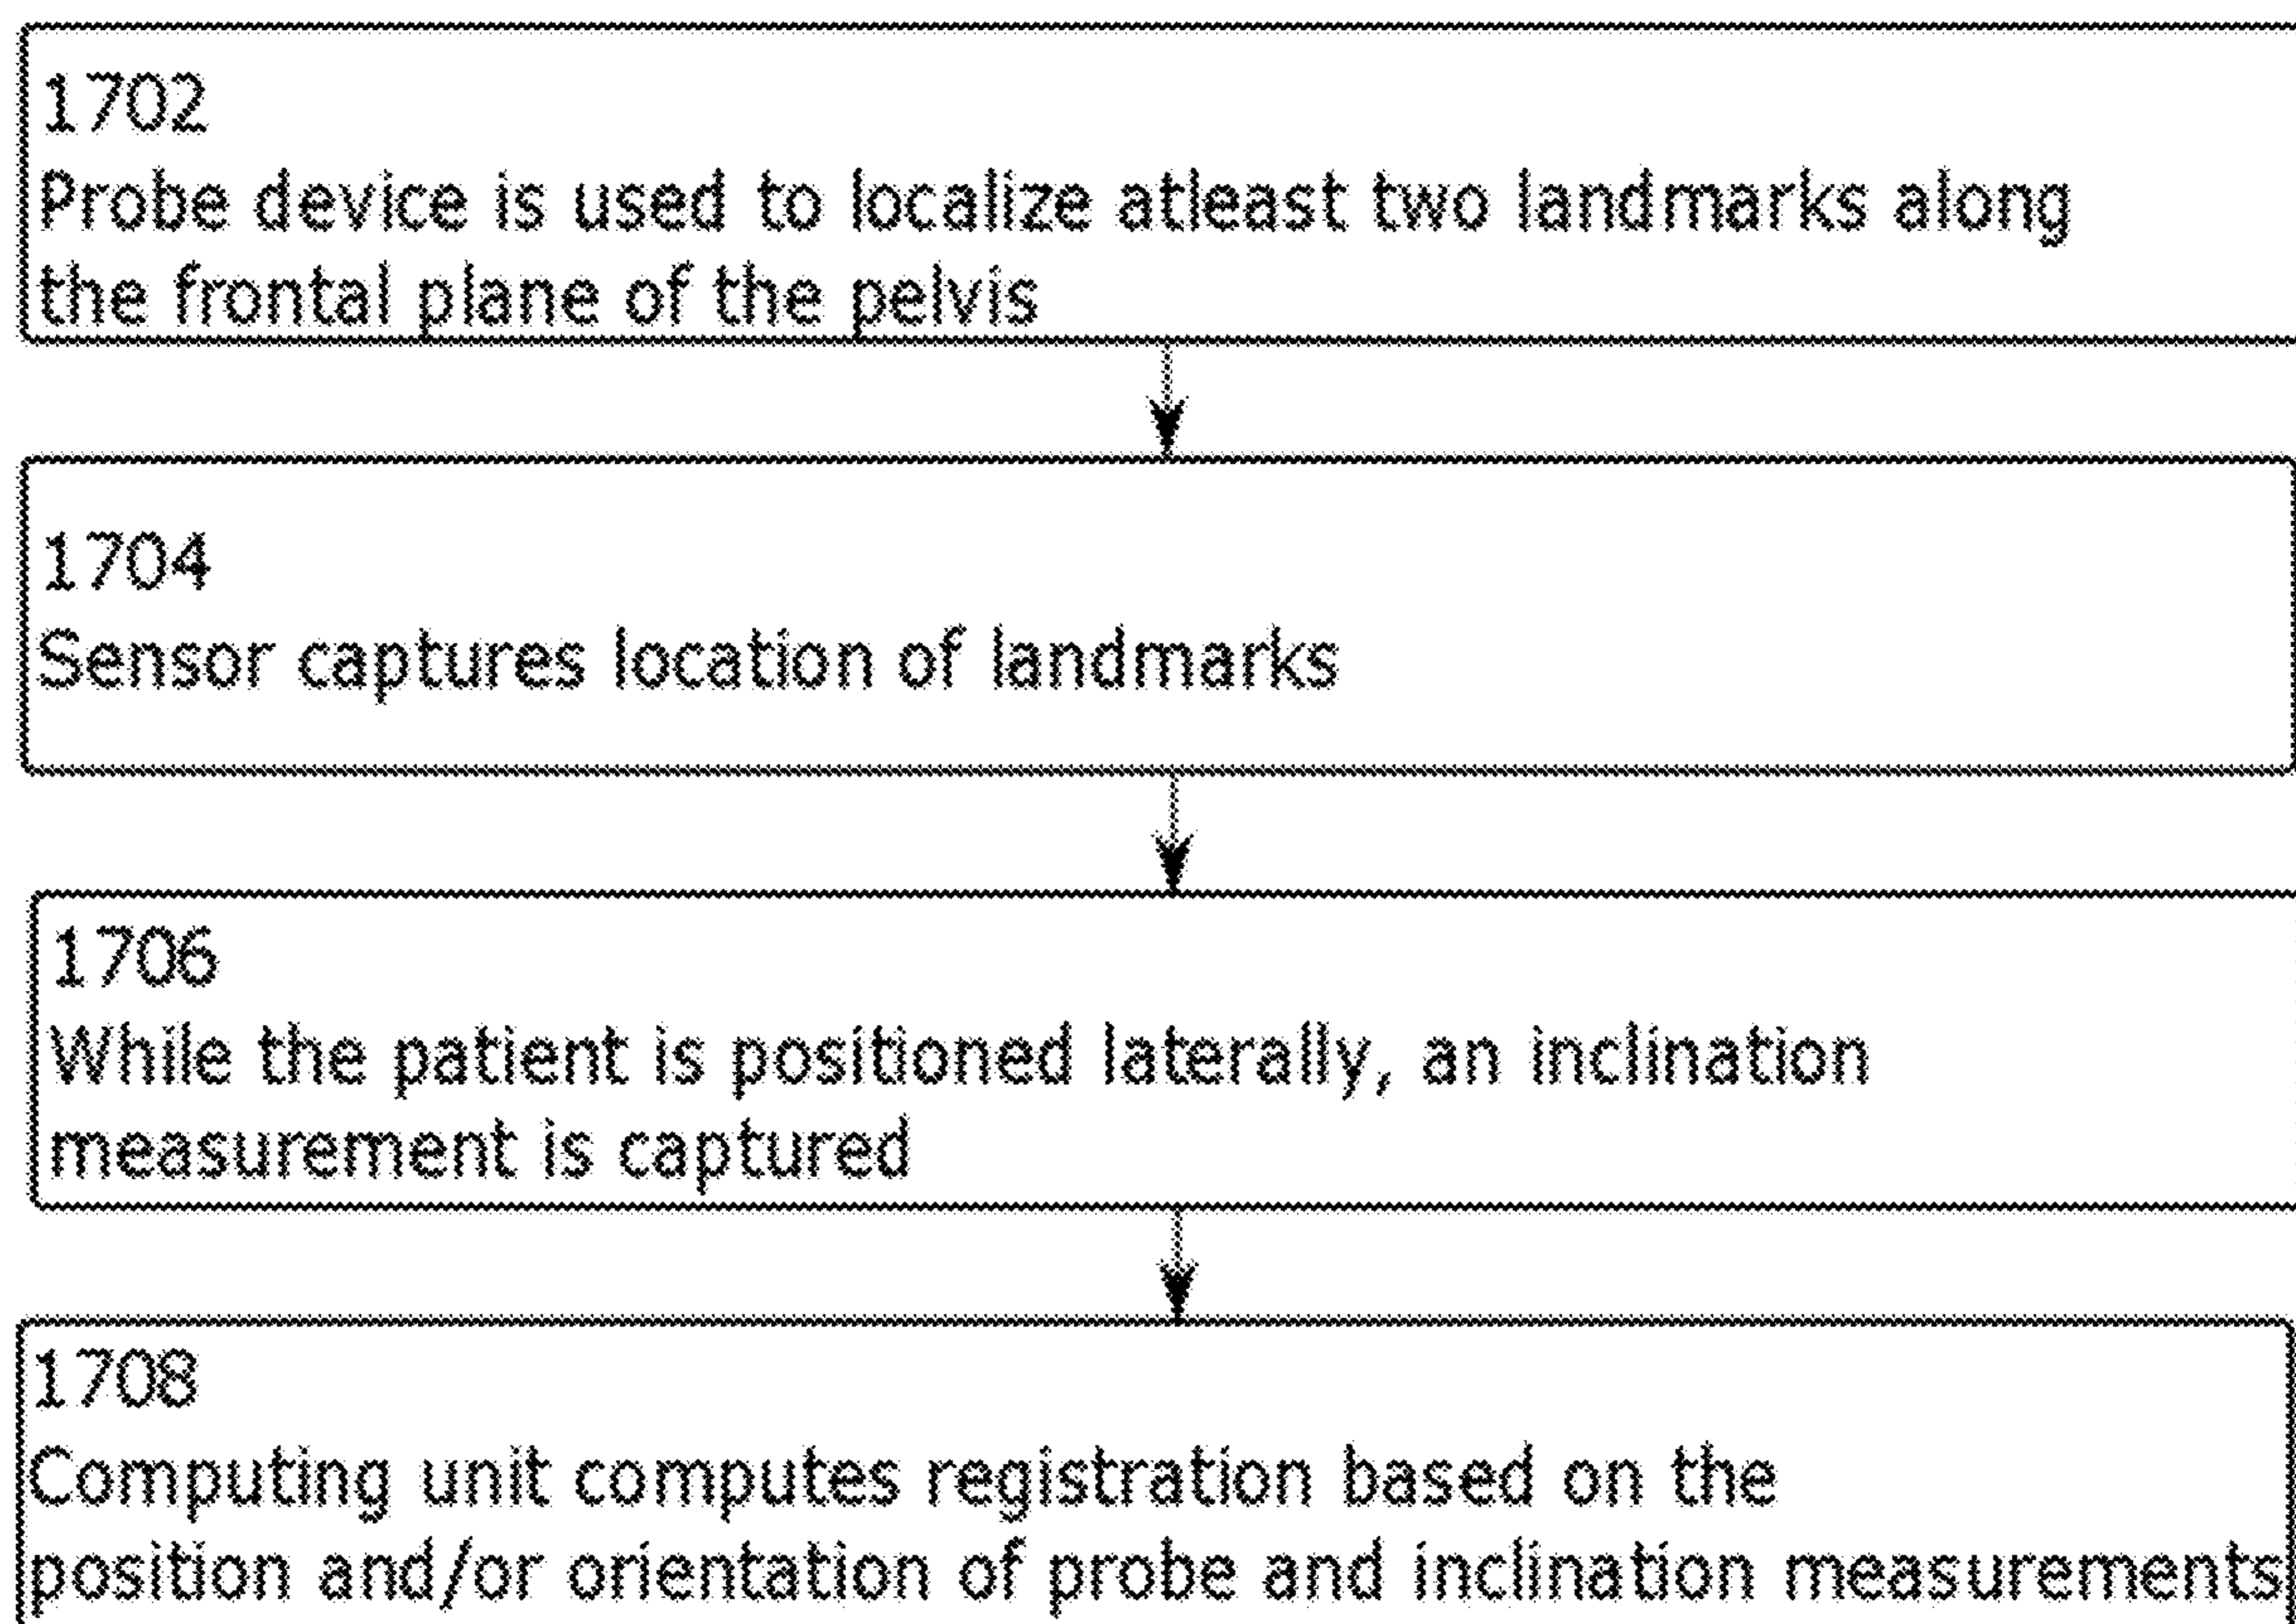 1702
Probe device is used to localize atleast two landmarks along
the frontal plane of the pelvis
1704
Sensor captures location of landmarks
1706
While the patient is positioned laterally, an inclination
measurement is captured
1708
Computing unit computes registration based on the
position and/or orientation of probe and inclination measurements